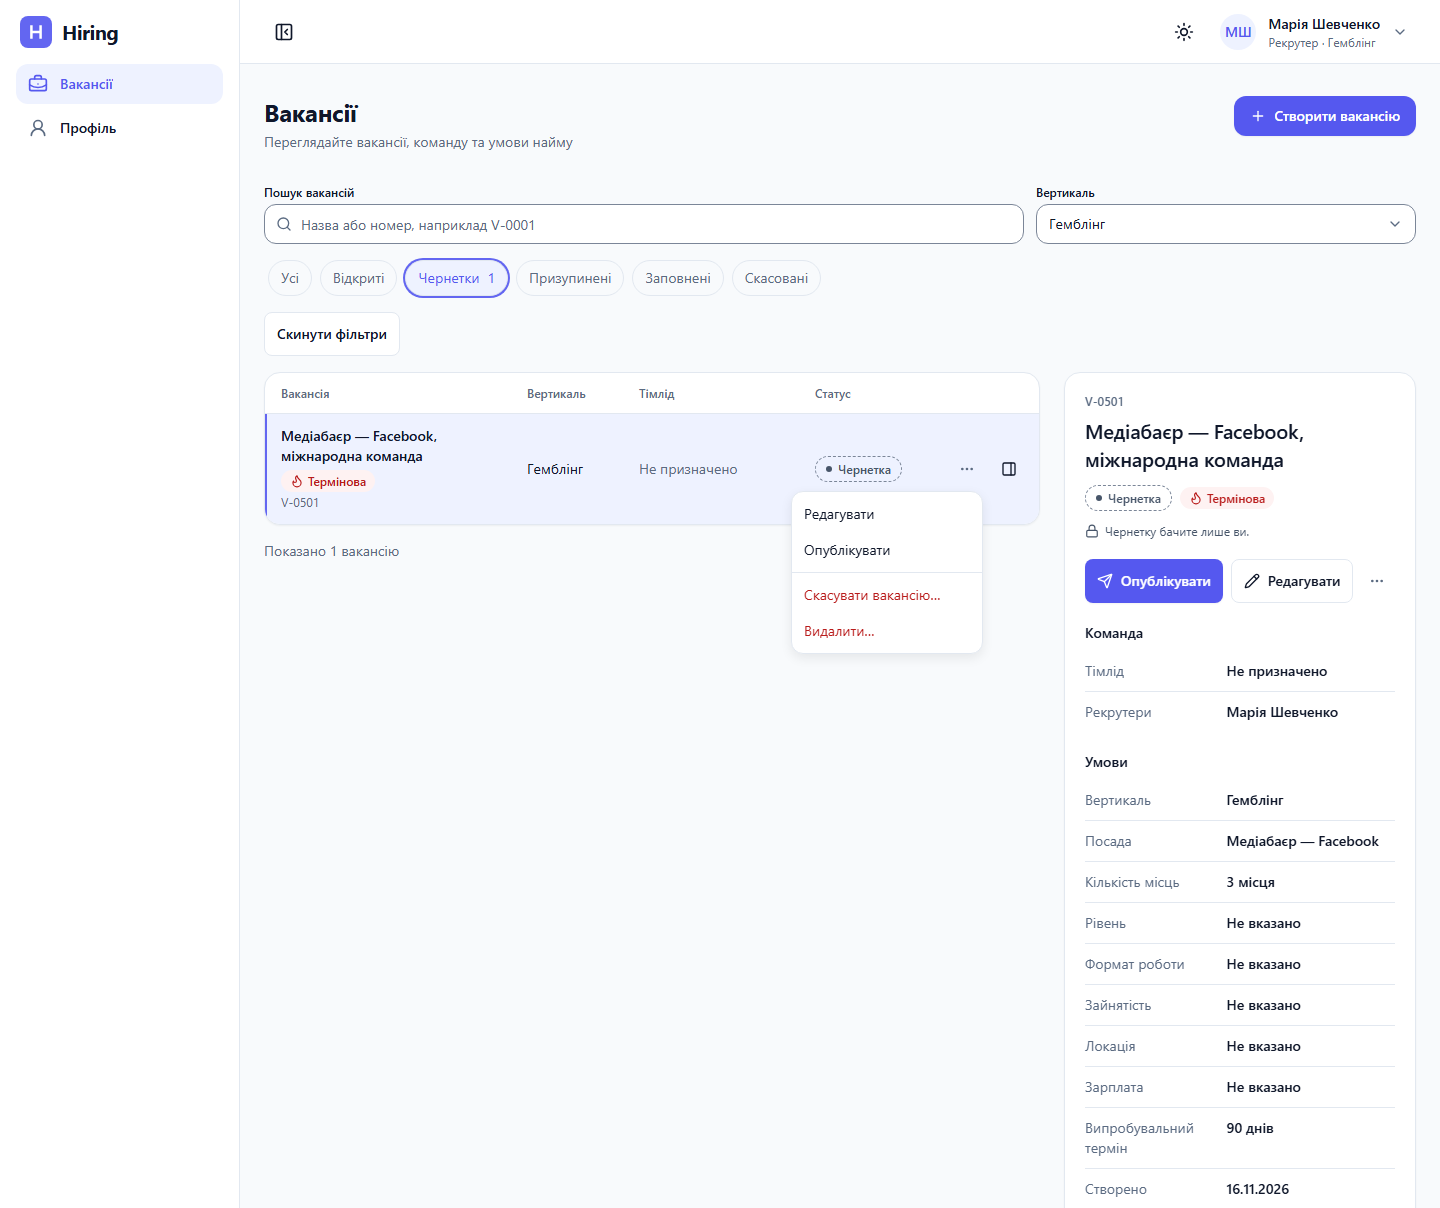 H Hiring
Вакансії
Профіль
МШ
Марія Шевченко
Рекрутер · Гемблінг
Вакансії
Переглядайте вакансії, команду та умови найму
Створити вакансію
Пошук вакансій
Назва або номер, наприклад V-0001
Вертикаль
Гемблінг
Усі
Відкриті
Чернетки 1
Призупинені
Заповнені
Скасовані
Скинути фільтри
Вакансія Вертикаль Тімлід Статус
Медіабаєр — Facebook,
міжнародна команда
Термінова
V-0501
Гемблінг
Не призначено
Чернетка
Редагувати
Опублікувати
Скасувати вакансію...
Видалити...
Показано 1 вакансію
V-0501
Медіабаєр — Facebook,
міжнародна команда
Чернетка
Термінова
Чернетку бачите лише ви.
Опублікувати
Редагувати
Команда
Тімлід Не призначено
Рекрутери Марія Шевченко
Умови
Вертикаль Гемблінг
Посада Медіабаєр — Facebook
Кількість місць 3 місця
Рівень Не вказано
Формат роботи Не вказано
Зайнятість Не вказано
Локація Не вказано
Зарплата Не вказано
Випробувальний
термін
90 днів
Створено 16.11.2026